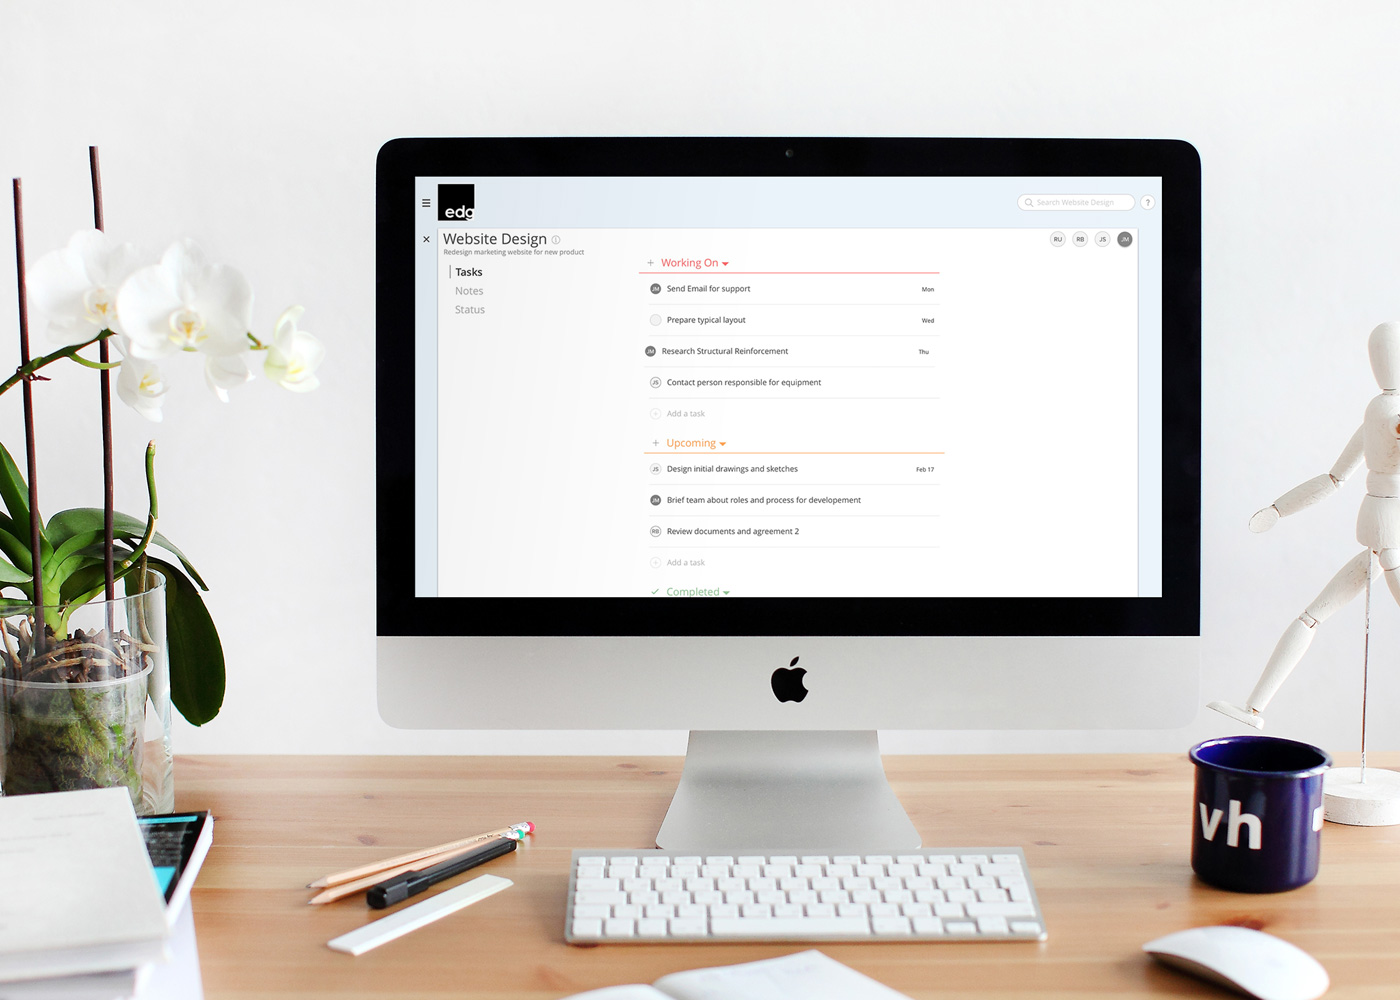 edg
Search Website Design
?
Website Design
Redesign marketing website for new product
RU RB JS JM
Tasks
Notes
Status
+ Working On
JM Send Email for support Mon
Prepare typical layout Wed
JM Research Structural Reinforcement Thu
JS Contact person responsible for equipment
+ Add a task
+ Upcoming
JS Design initial drawings and sketches Feb 17
JM Brief team about roles and process for developement
RB Review documents and agreement 2
+ Add a task
Completed
vh